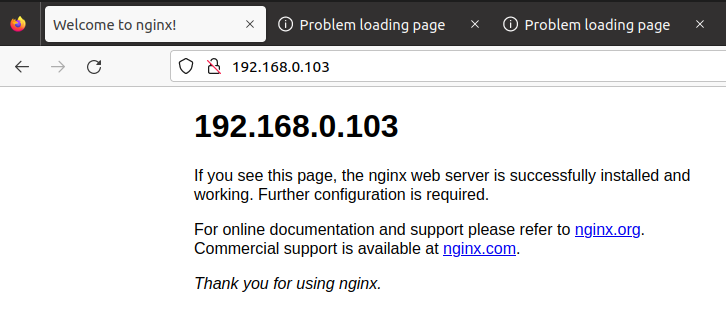 Welcome to nginx!
Problem loading page
Problem loading page
192.168.0.103
192.168.0.103
If you see this page, the nginx web server is successfully installed and
working. Further configuration is required.
For online documentation and support please refer to nginx.org.
Commercial support is available at nginx.com.
Thank you for using nginx.